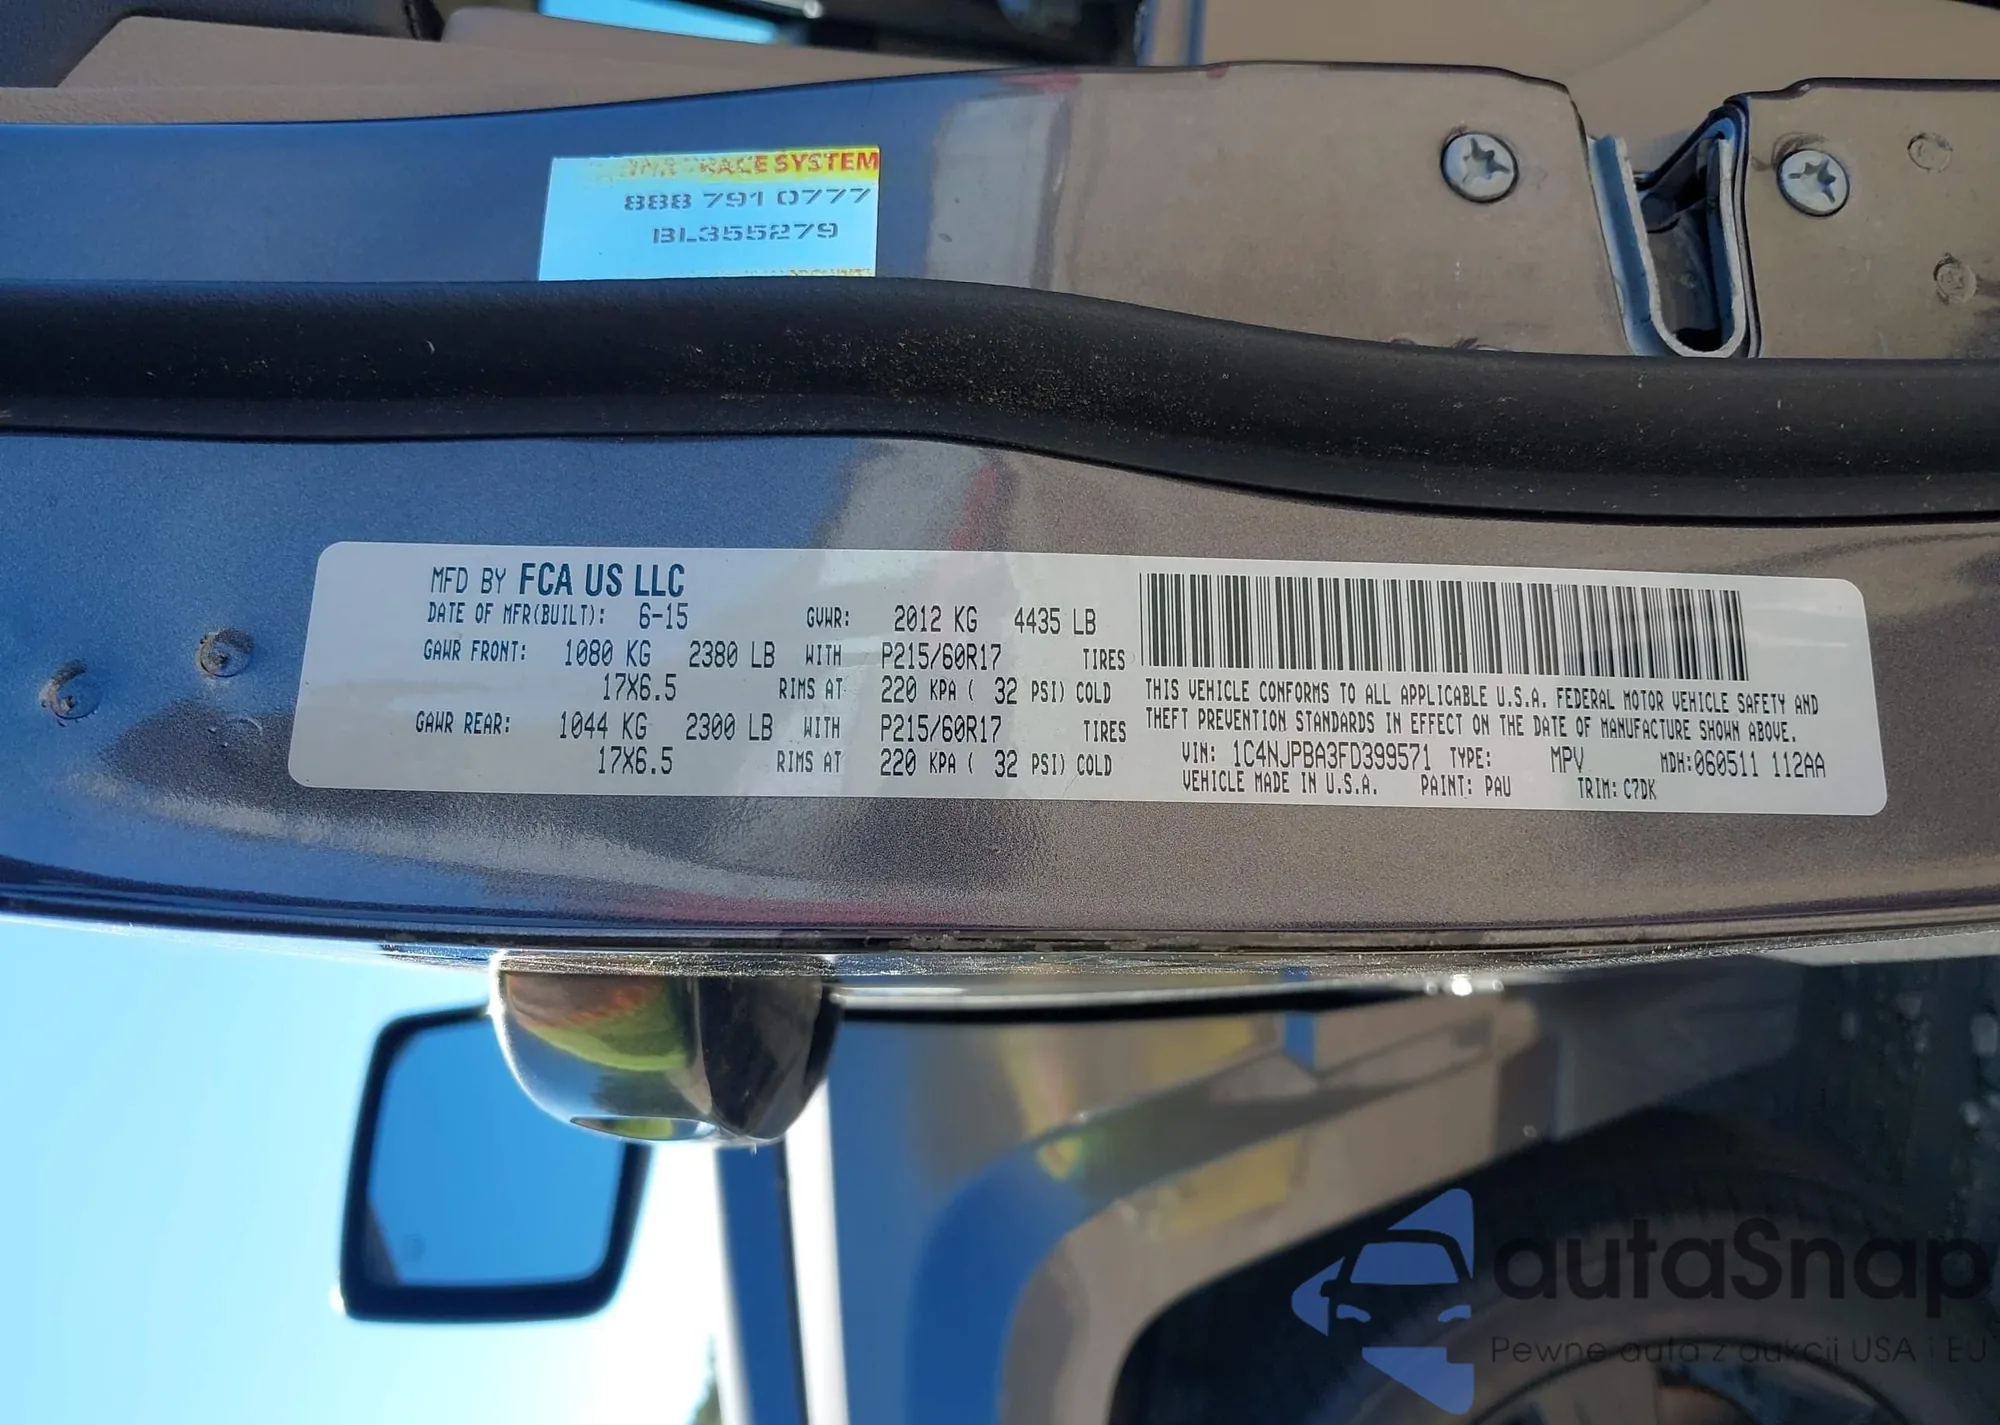 RACE SYSTEM
888 791 0777
BL355279
MFD BY FCA US LLC
DATE OF MFR(BUILT): 6-15 GVWR: 2012 KG 4435 LB
GAWR FRONT: 1080 KG 2380 LB WITH P215/60R17 TIRES
17X6.5 RIMS AT 220 KPA ( 32 PSI) COLD
GAWR REAR: 1044 KG 2300 LB WITH P215/60R17 TIRES
17X6.5 RIMS AT 220 KPA ( 32 PSI) COLD
THIS VEHICLE CONFORMS TO ALL APPLICABLE U.S.A. FEDERAL MOTOR VEHICLE SAFETY AND
THEFT PREVENTION STANDARDS IN EFFECT ON THE DATE OF MANUFACTURE SHOWN ABOVE.
VIN: 1C4NJPBA3FD399571 TYPE: MPV MDH:060511 112AA
VEHICLE MADE IN U.S.A. PAINT: PAU TRIM: C7DK
autaSnap
Pewne auta z aukcji USA i EU